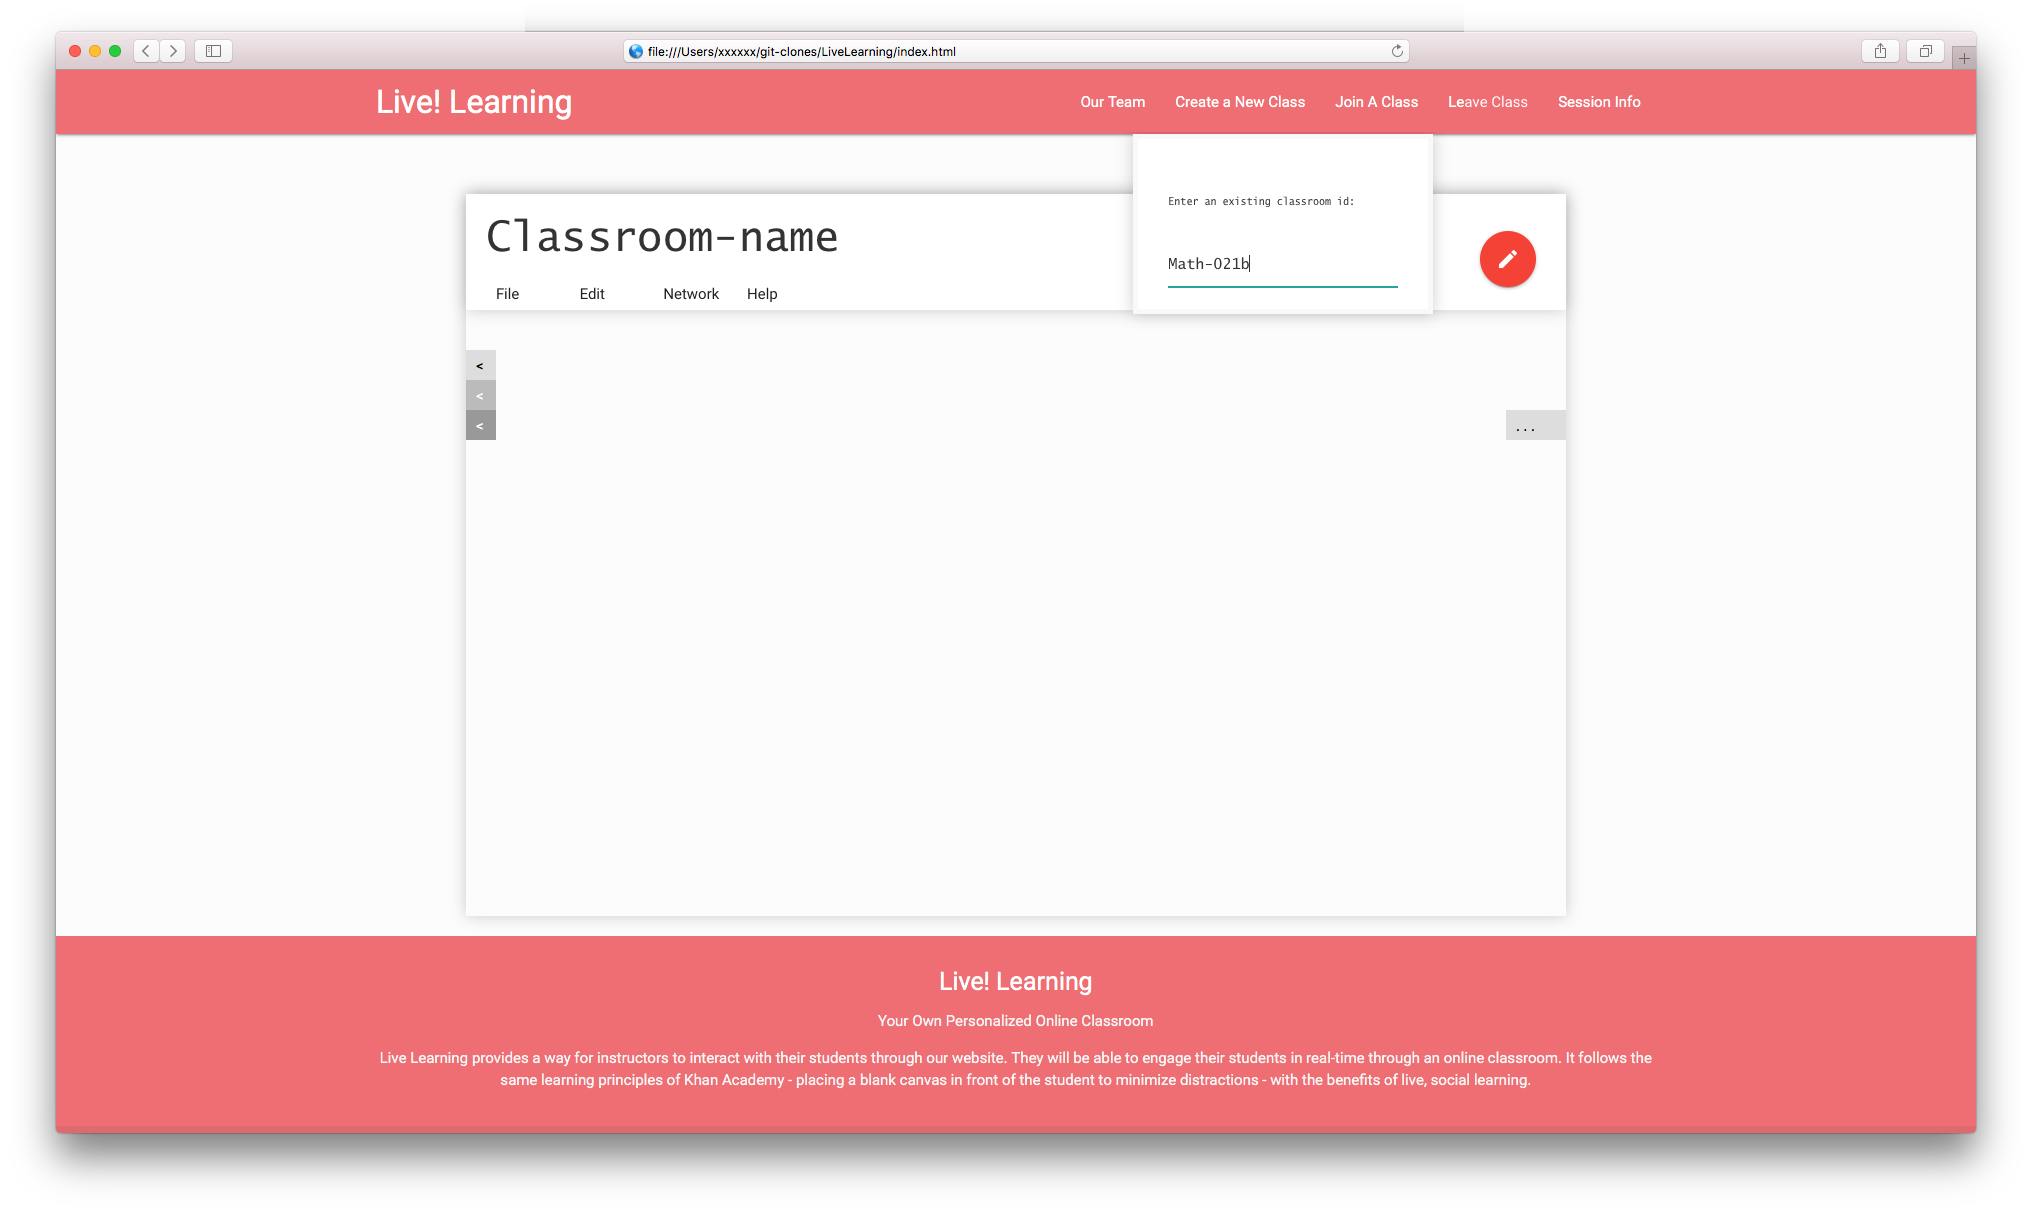 file:///Users/xxxxxx/git-clones/LiveLearning/index.html
Live! Learning
Our Team
Create a New Class
Join A Class
Leave Class
Session Info
Enter an existing classroom id:
Classroom-name
Math-021b
File
Edit
Network
Help
<
<
<
...
Live! Learning
Your Own Personalized Online Classroom
Live Learning provides a way for instructors to interact with their students through our website. They will be able to engage their students in real-time through an online classroom. It follows the
same learning principles of Khan Academy - placing a blank canvas in front of the student to minimize distractions - with the benefits of live, social learning.